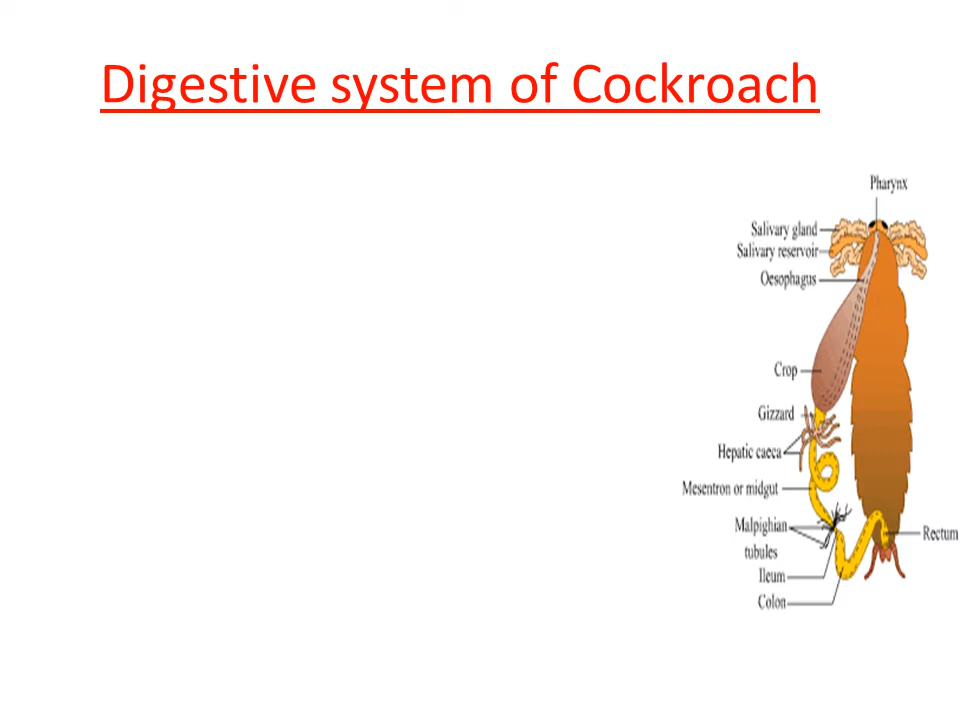 Digestive system of Cockroach
Pharynx
Salivary gland
Salivary reservoir
Oesophagus
Crop
Gizzard
Hepatic caeca
Mesentron or midgut
Malpighian
tubules
Rectum
Ileum
Colon